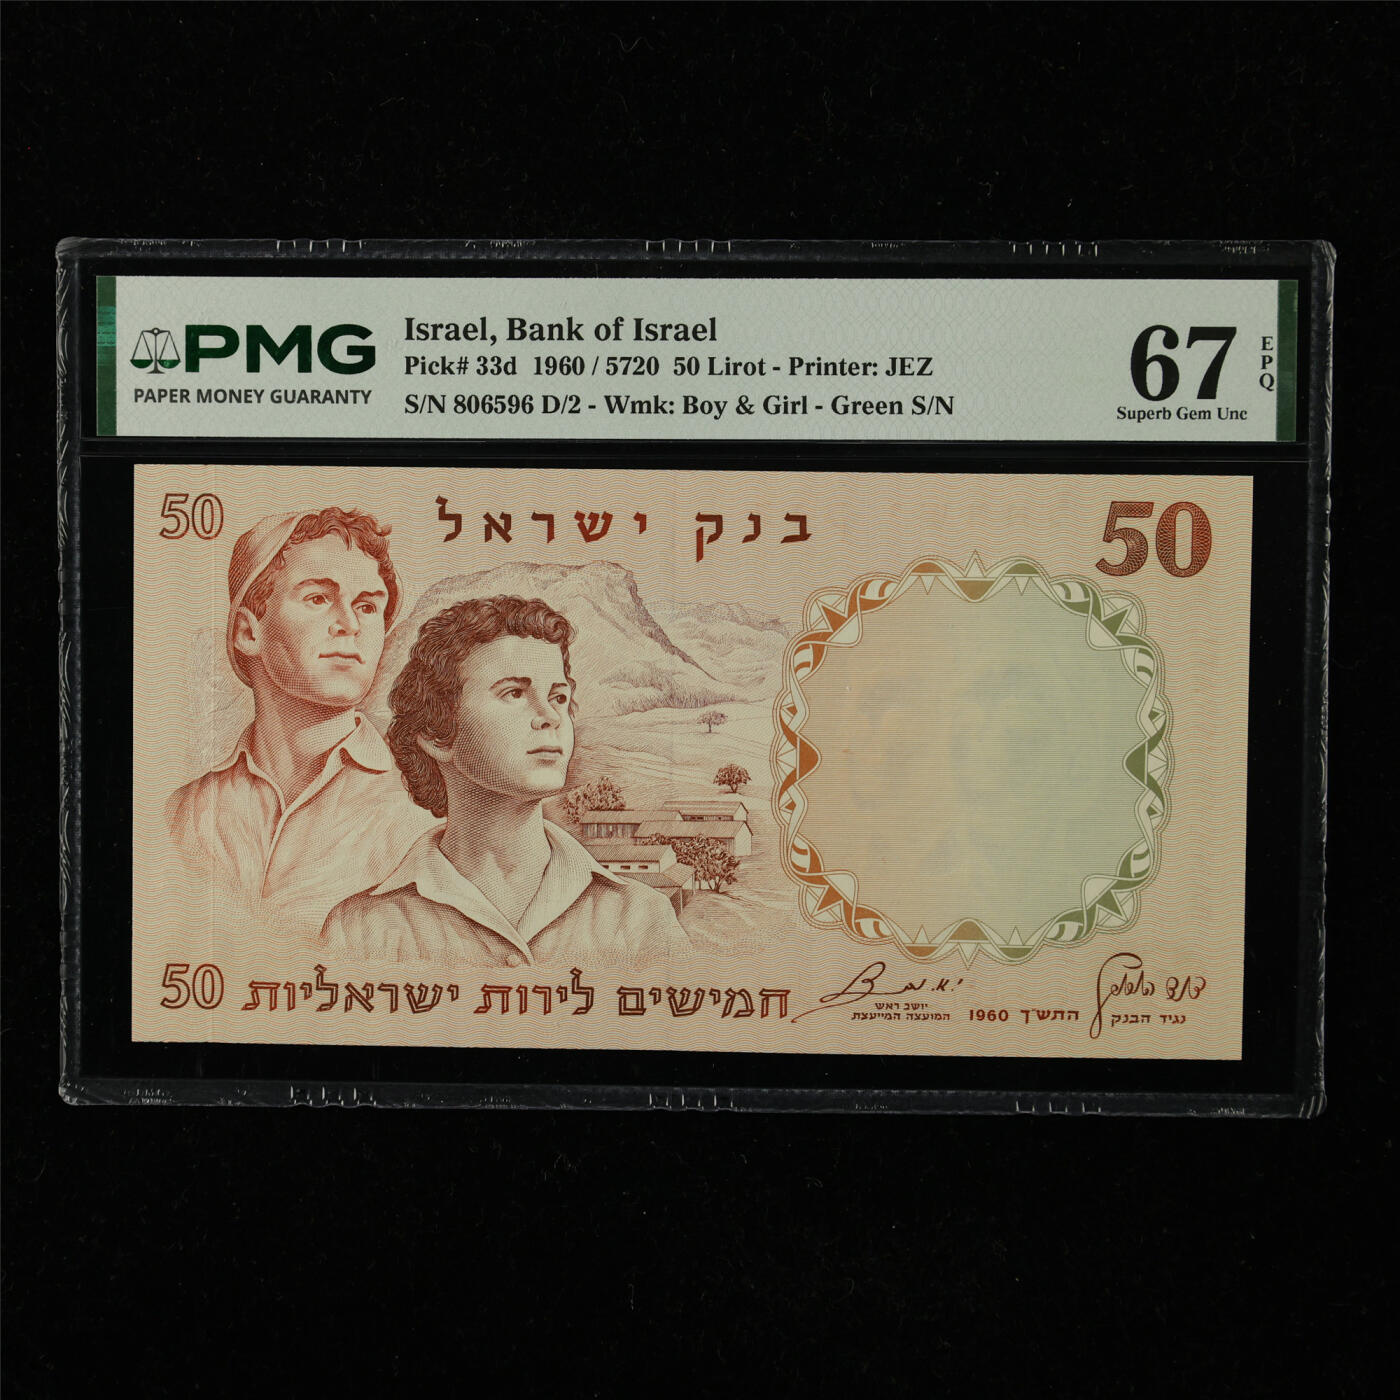 PMG
PAPER MONEY GUARANTY
Israel, Bank of Israel
Pick# 33d 1960 / 5720 50 Lirot - Printer: JEZ
S/N 806596 D/2 - Wmk: Boy & Girl - Green S/N
67
EPQ
Superb Gem Unc
50
בנק ישראל
50
50
חמישים לירות ישראליות
יושב ראש
המועצה המייעצת
התש״ך 1960
נגיד הבנק